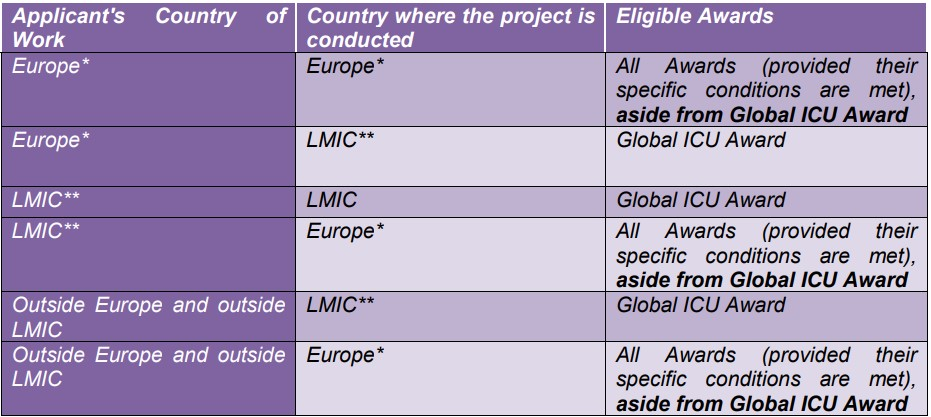 Applicant's Country of
Work
Country where the project is
conducted
Eligible Awards
Europe*
Europe*
All Awards (provided their
specific conditions are met),
aside from Global ICU Award
Europe*
LMIC**
Global ICU Award
LMIC**
LMIC
Global ICU Award
LMIC**
Europe*
All Awards (provided their
specific conditions are met),
aside from Global ICU Award
Outside Europe and outside
LMIC
LMIC**
Global ICU Award
Outside Europe and outside
LMIC
Europe*
All Awards (provided their
specific conditions are met),
aside from Global ICU Award